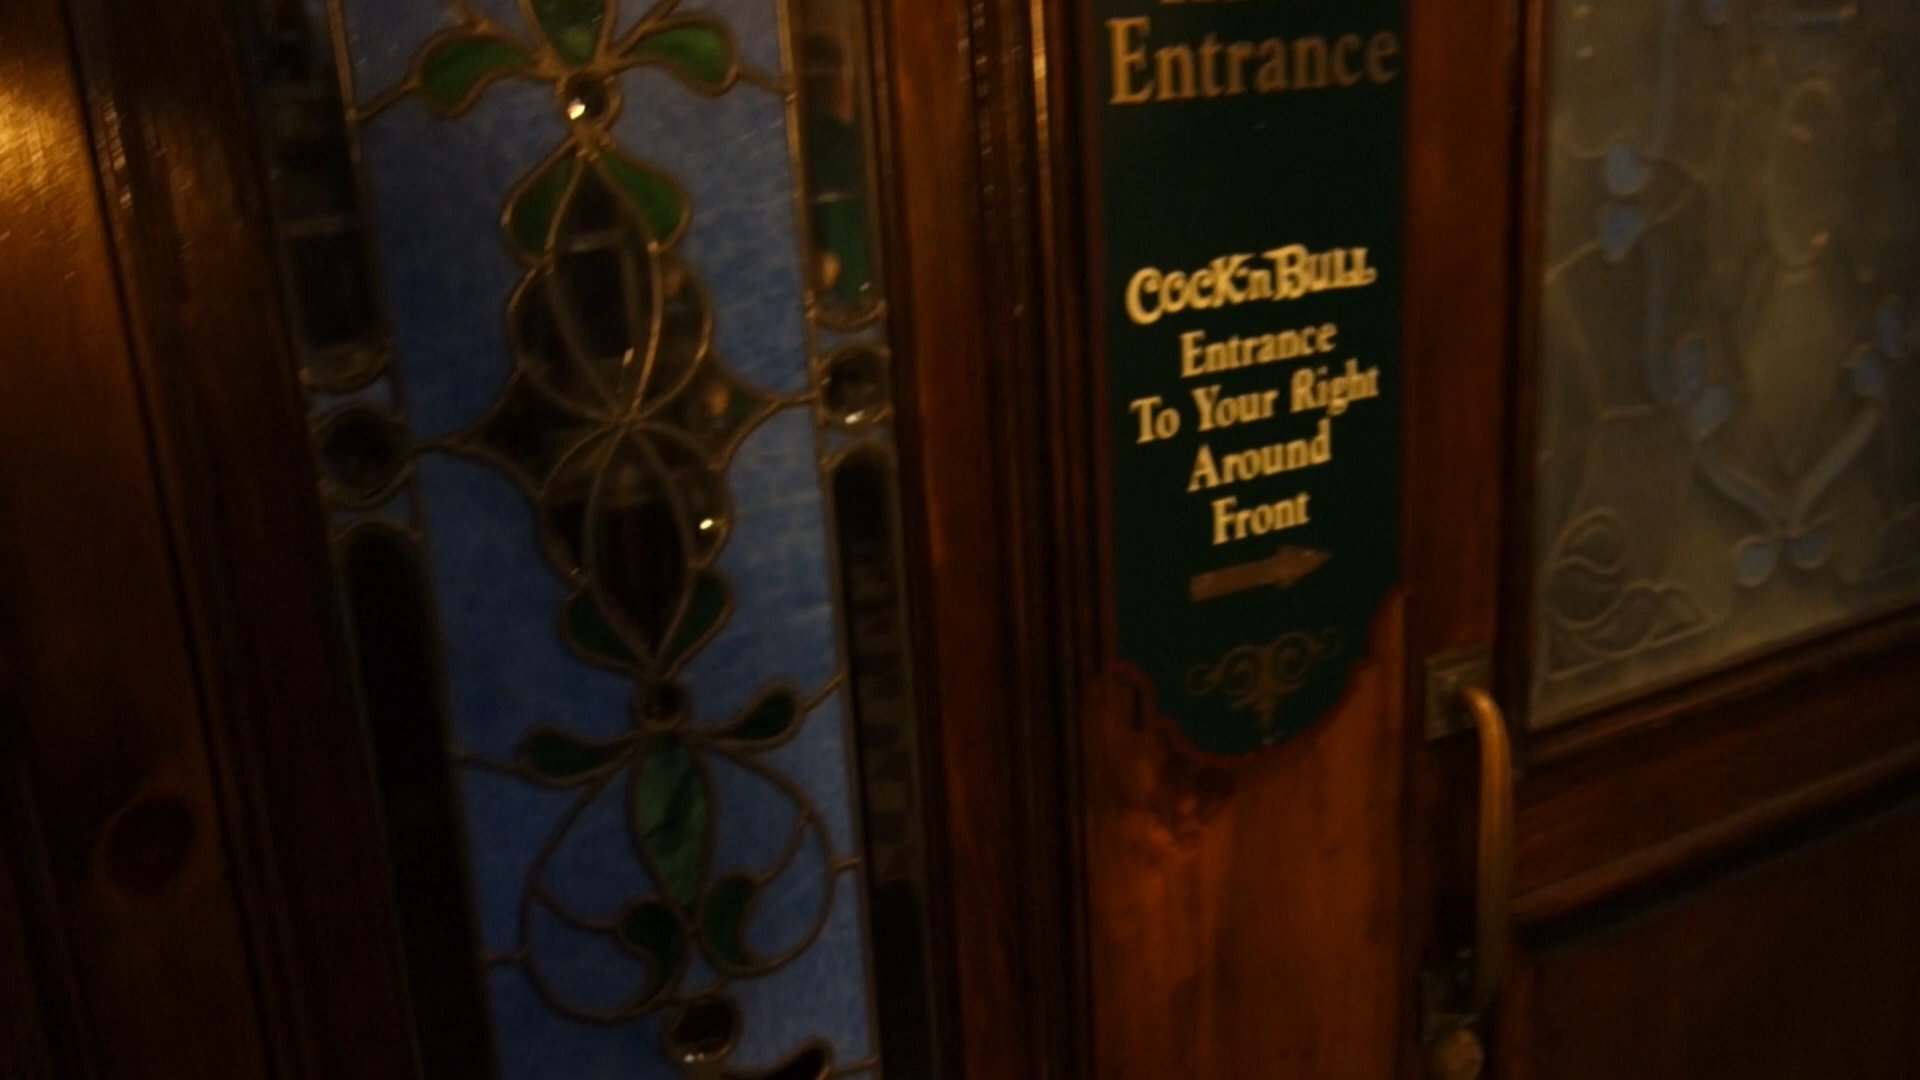 Entrance
COCK'n BULL
Entrance
To Your Right
Around
Front